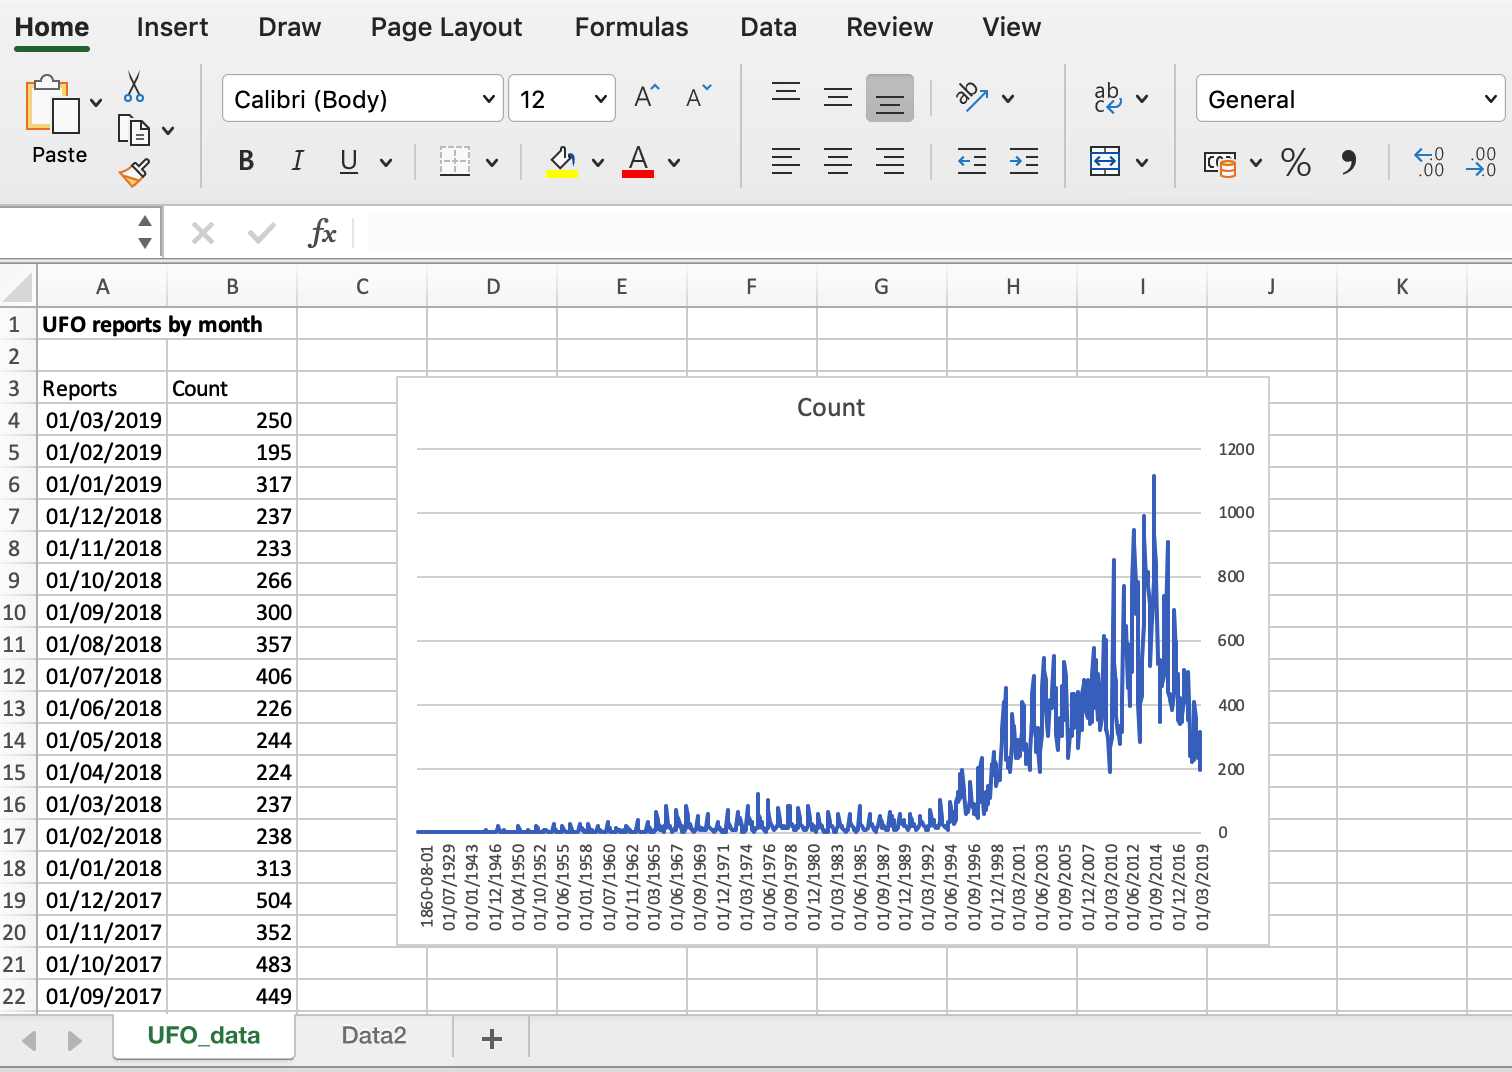 Home Insert Draw Page Layout Formulas Data Review View
Paste
Calibri (Body) 12 A A
B I U A
ab
ab c
General
% , 0 .00 .00 0
fx
A B C D E F G H I J K
1 UFO reports by month
2
3 Reports Count
4 01/03/2019 250
5 01/02/2019 195
6 01/01/2019 317
7 01/12/2018 237
8 01/11/2018 233
9 01/10/2018 266
10 01/09/2018 300
11 01/08/2018 357
12 01/07/2018 406
13 01/06/2018 226
14 01/05/2018 244
15 01/04/2018 224
16 01/03/2018 237
17 01/02/2018 238
18 01/01/2018 313
19 01/12/2017 504
20 01/11/2017 352
21 01/10/2017 483
22 01/09/2017 449
Count
1200
1000
800
600
400
200
0
1860-08-01
01/07/1929
01/01/1943
01/12/1946
01/04/1950
01/10/1952
01/06/1955
01/01/1958
01/07/1960
01/11/1962
01/03/1965
01/06/1967
01/09/1969
01/12/1971
01/03/1974
01/06/1976
01/09/1978
01/12/1980
01/03/1983
01/06/1985
01/09/1987
01/12/1989
01/03/1992
01/06/1994
01/09/1996
01/12/1998
01/03/2001
01/06/2003
01/09/2005
01/12/2007
01/03/2010
01/06/2012
01/09/2014
01/12/2016
01/03/2019
UFO_data Data2 +